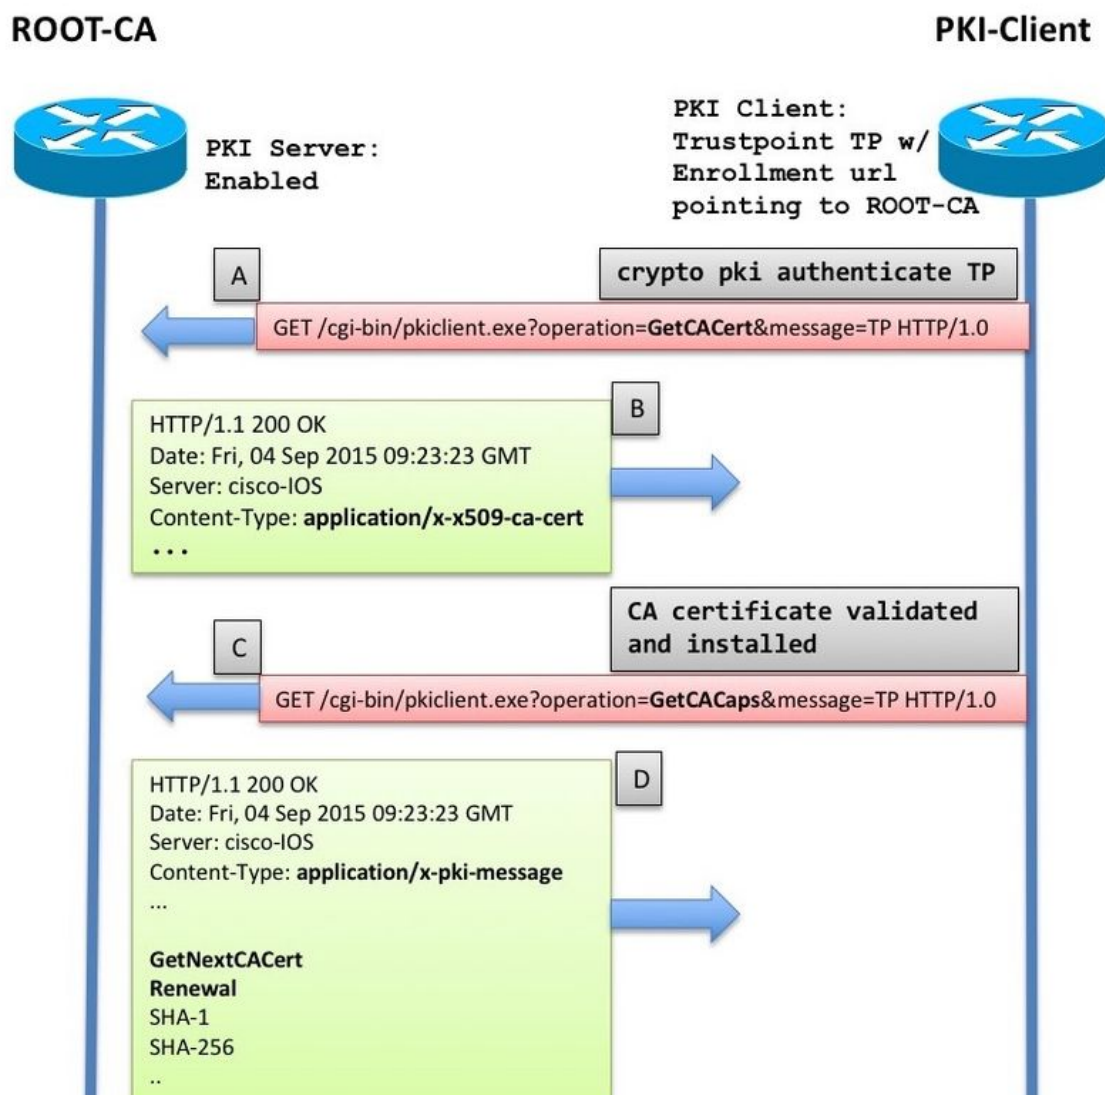 ROOT-CA
PKI-Client
PKI Server:
Enabled
PKI Client:
Trustpoint TP w/
Enrollment url
pointing to ROOT-CA
A
crypto pki authenticate TP
GET /cgi-bin/pkiclient.exe?operation=GetCACert&message=TP HTTP/1.0
B
HTTP/1.1 200 OK
Date: Fri, 04 Sep 2015 09:23:23 GMT
Server: cisco-IOS
Content-Type: application/x-x509-ca-cert
...
CA certificate validated
and installed
C
GET /cgi-bin/pkiclient.exe?operation=GetCACaps&message=TP HTTP/1.0
D
HTTP/1.1 200 OK
Date: Fri, 04 Sep 2015 09:23:23 GMT
Server: cisco-IOS
Content-Type: application/x-pki-message
...
GetNextCACert
Renewal
SHA-1
SHA-256
..